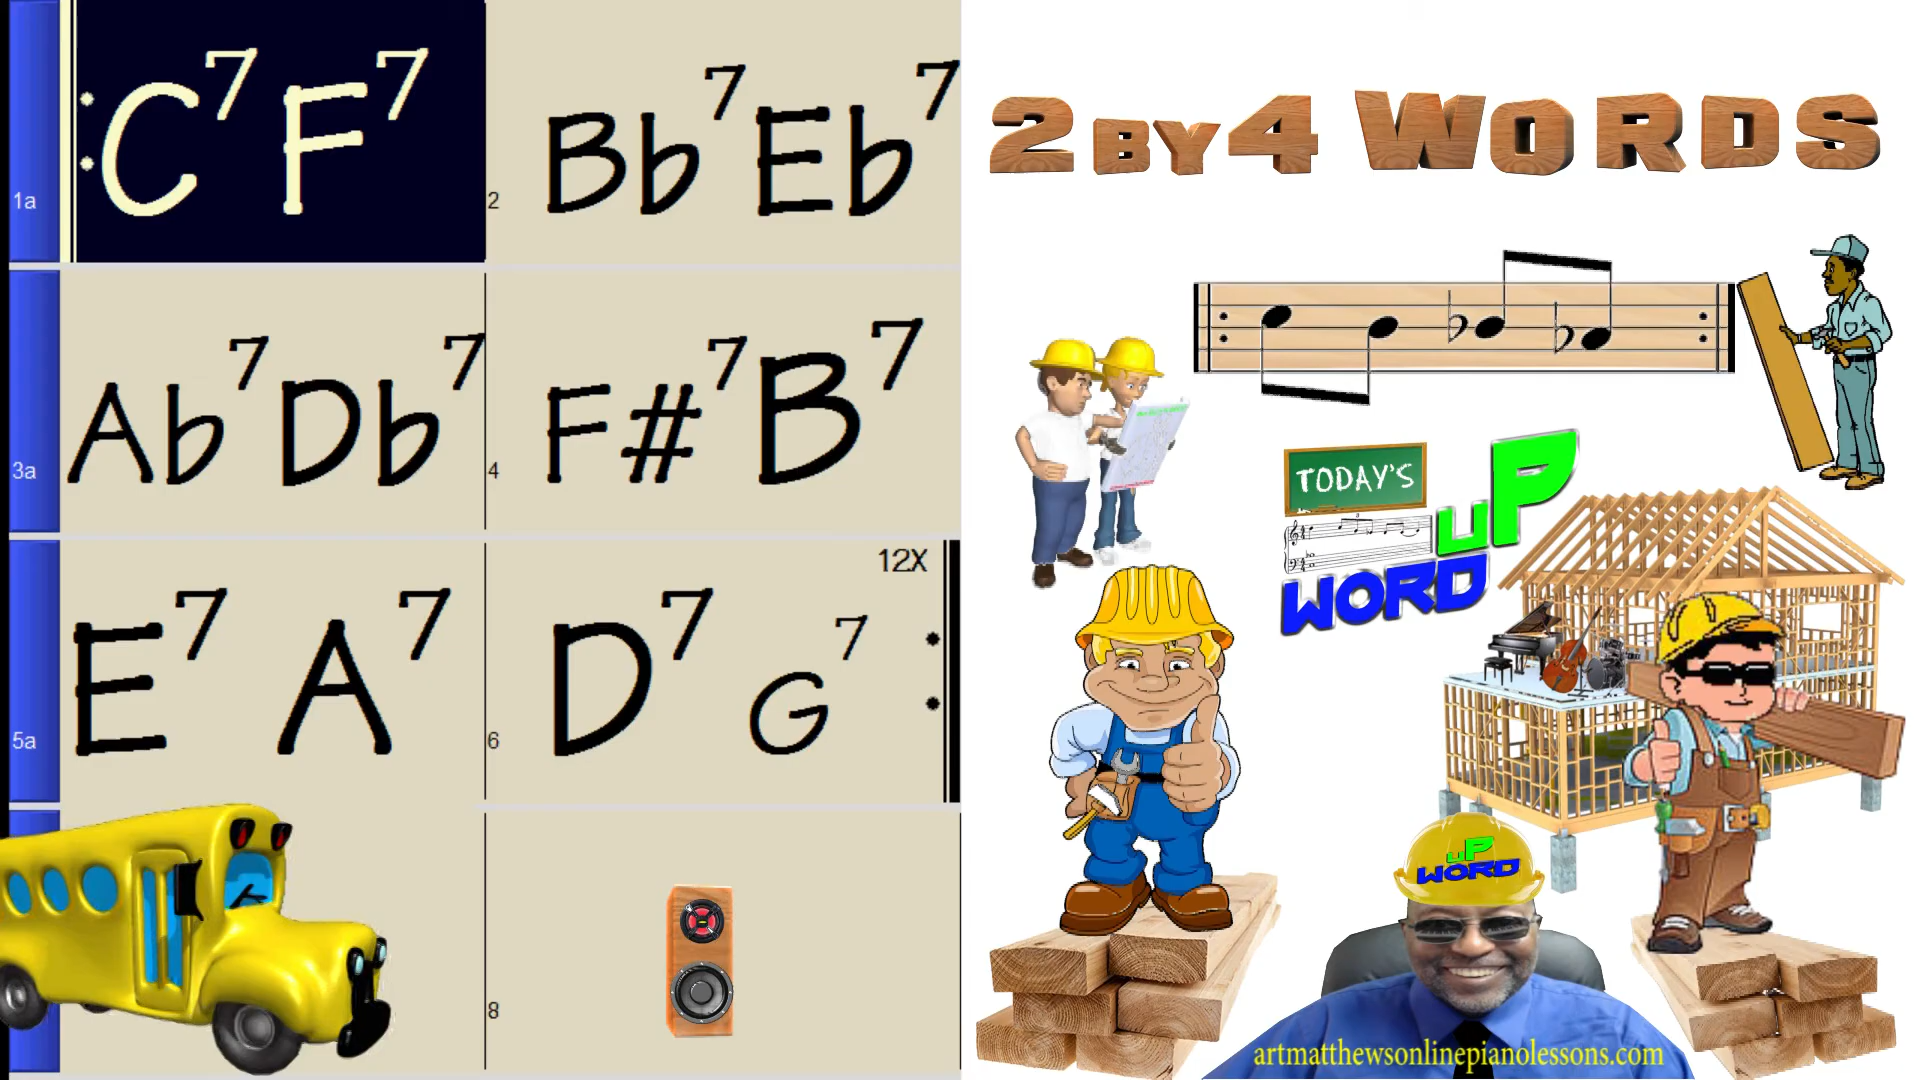 C7 F7
Bb7 Eb7
1a
2
Ab7 Db7
F#7 B7
3a
4
12X
E7 A7
D7 G7
5a
6
8
2 BY 4 WORDS
TODAY'S
WORD UP
UP
WORD
artmatthewsonlinepianolessons.com